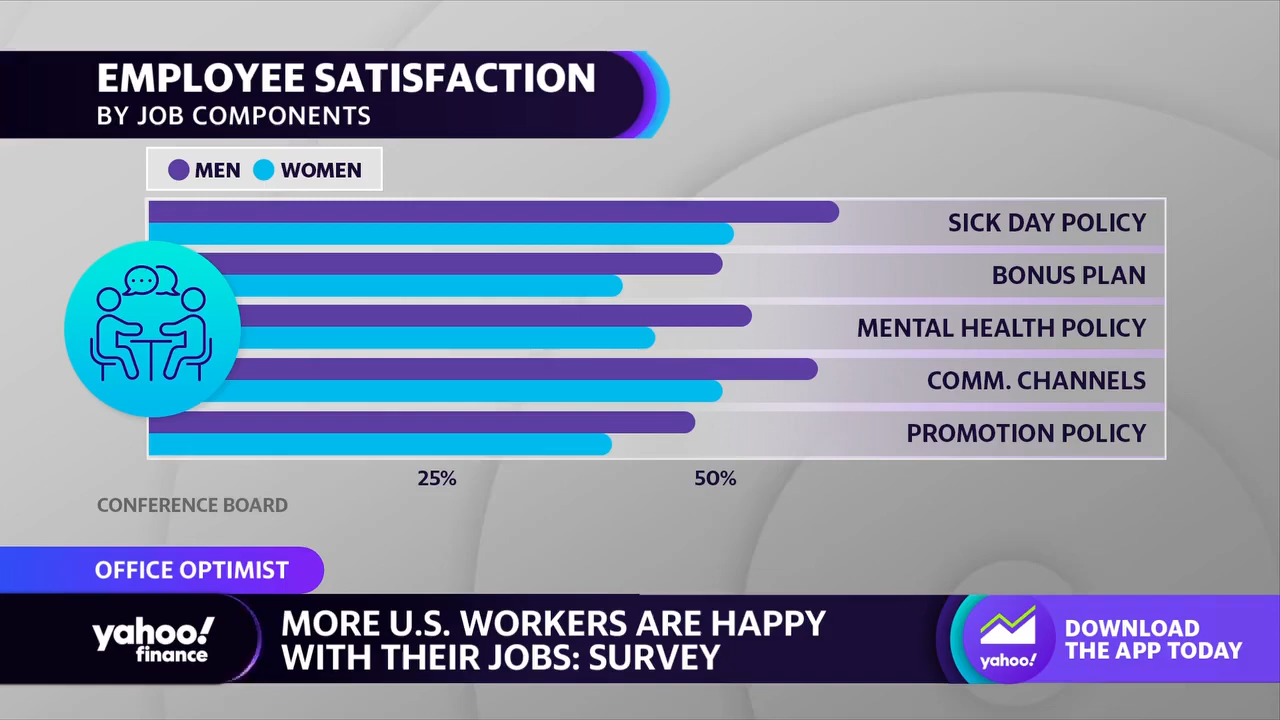 EMPLOYEE SATISFACTION
BY JOB COMPONENTS
MEN WOMEN
SICK DAY POLICY
BONUS PLAN
MENTAL HEALTH POLICY
COMM. CHANNELS
PROMOTION POLICY
25% 50%
CONFERENCE BOARD
OFFICE OPTIMIST
yahoo!
finance
MORE U.S. WORKERS ARE HAPPY
WITH THEIR JOBS: SURVEY
yahoo!
DOWNLOAD
THE APP TODAY